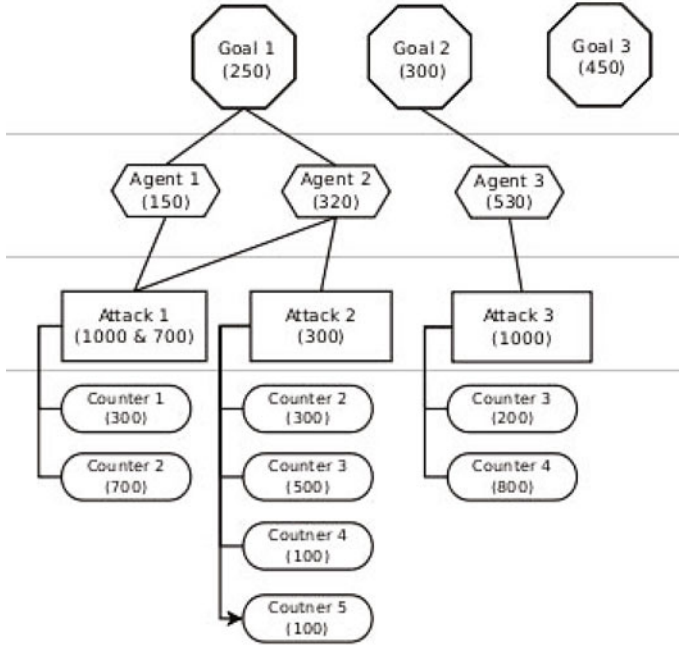 Goal 1
(250)
Goal 2
(300)
Goal 3
(450)
Agent 1
(150)
Agent 2
(320)
Agent 3
(530)
Attack 1
(1000 & 700)
Attack 2
(300)
Attack 3
(1000)
Counter 1
(300)
Counter 2
(700)
Counter 2
(300)
Counter 3
(500)
Coutner 4
(100)
Coutner 5
(100)
Counter 3
(200)
Counter 4
(800)